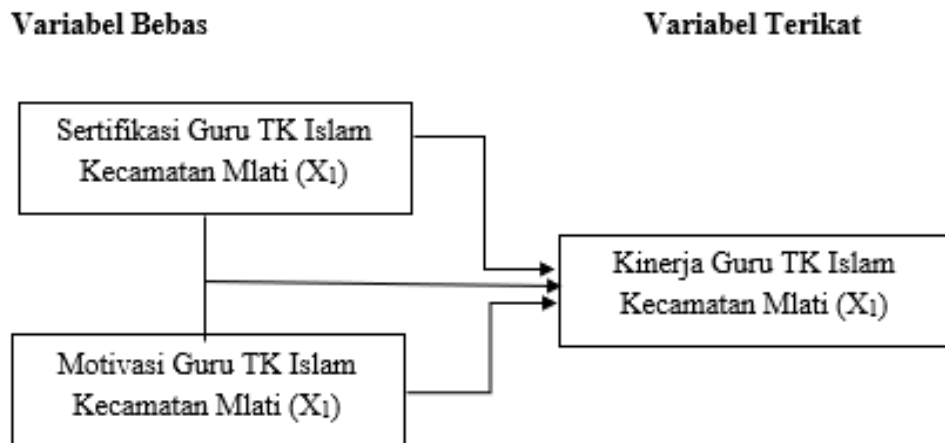 Variabel Bebas
Variabel Terikat
Sertifikasi Guru TK Islam
Kecamatan Mlati (X₁)
Kinerja Guru TK Islam
Kecamatan Mlati (X₁)
Motivasi Guru TK Islam
Kecamatan Mlati (X₁)